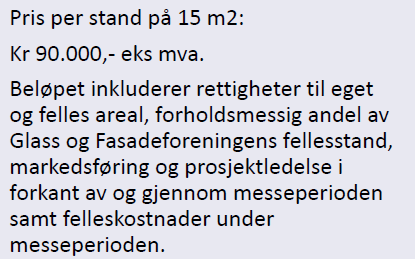 Pris per stand på 15 m2:
Kr 90.000,- eks mva.
Beløpet inkluderer rettigheter til eget
og felles areal, forholdsmessig andel av
Glass og Fasadeforeningens fellesstand,
markedsføring og prosjektledelse i
forkant av og gjennom messeperioden
samt felleskostnader under
messeperioden.